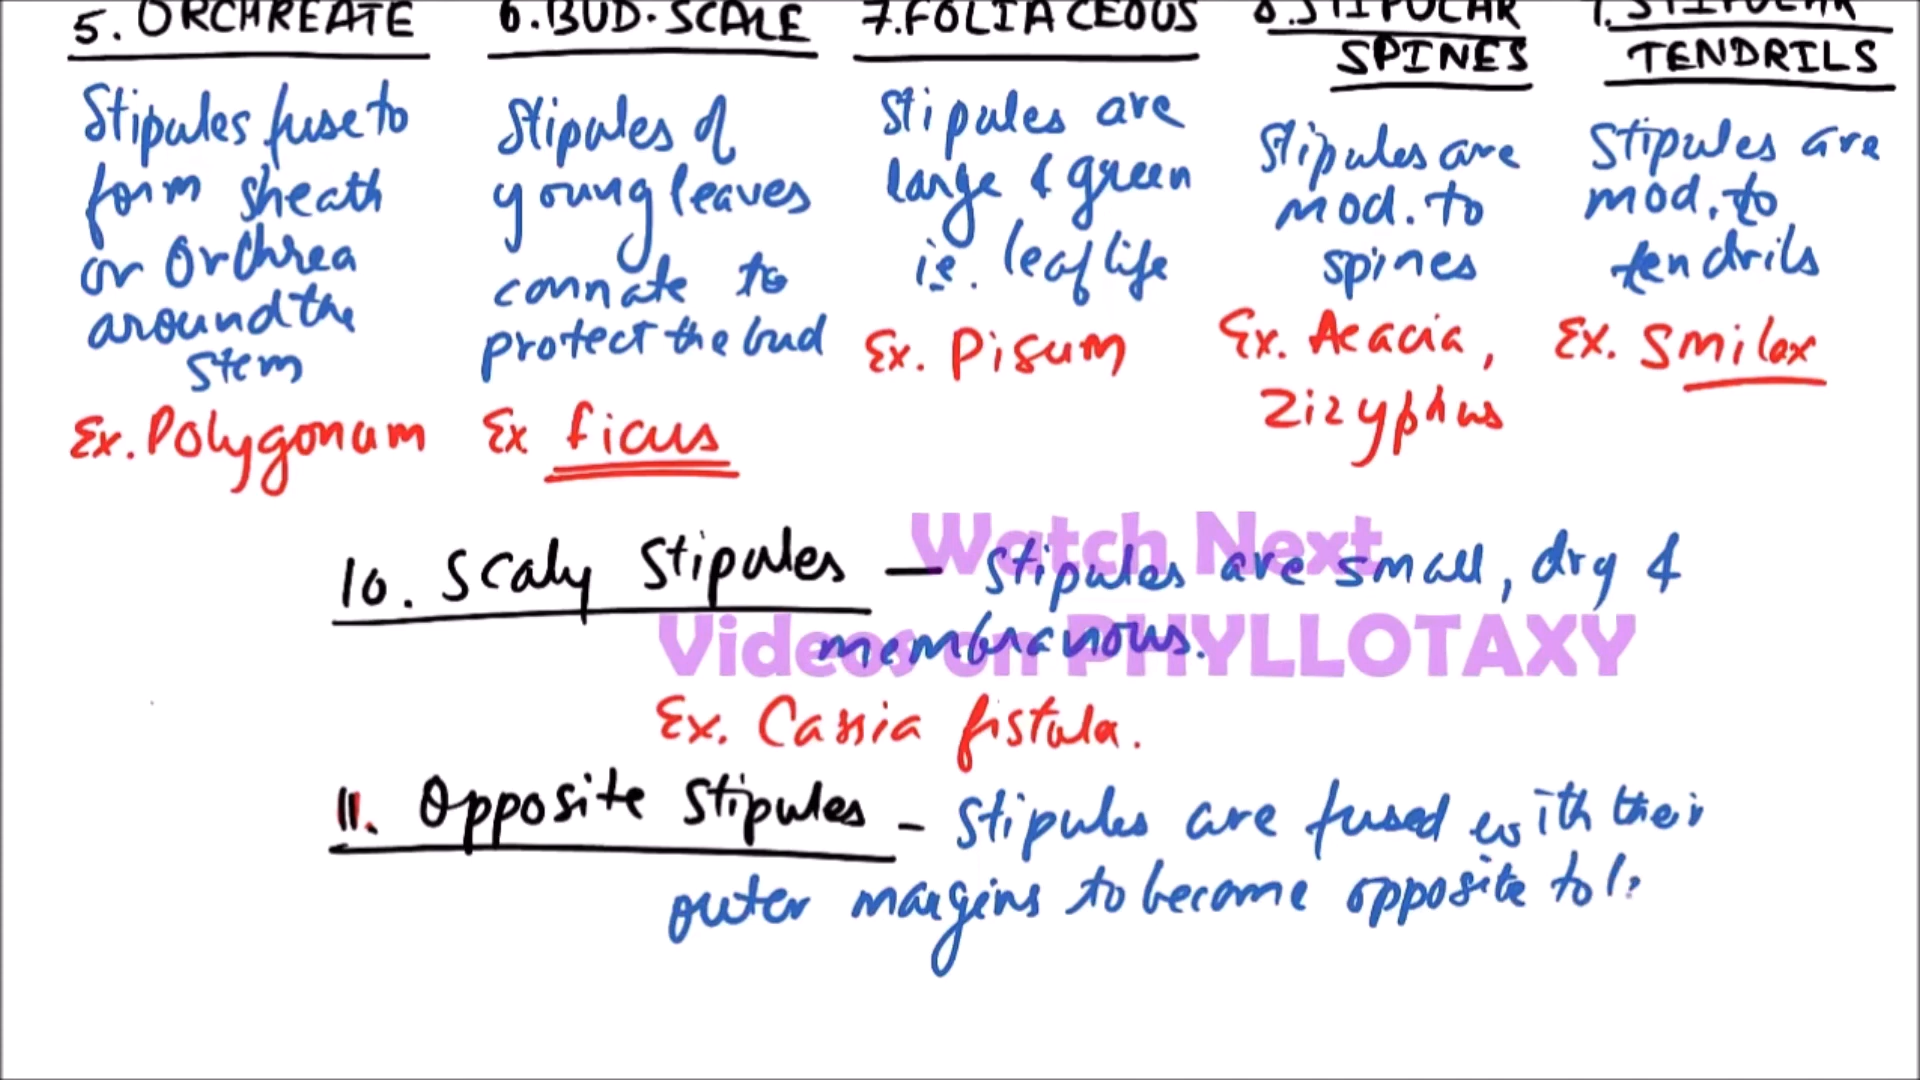 5. ORCHREATE
Stipules fuse to
form sheath
or Orchrea
around the
stem
Ex. Polygonum
6. BUD-SCALE
Stipules of
young leaves
connate to
protect the bud
Ex ficus
7. FOLIACEOUS
Stipules are
large & green
i.e. leaf life
Ex. Pisum
8. STIPULAR
SPINES
Stipules are
mod. to
spines
Ex. Acacia,
Zizyphus
9. STIPULAR
TENDRILS
Stipules are
mod. to
tendrils
Ex. Smilax
10. Scaly Stipules — Stipules are small, dry &
membranous.
Ex. Cassia fistula.
Watch Next
Videos on PHYLLOTAXY
11. Opposite Stipules - Stipules are fused with their
outer margins to become opposite to